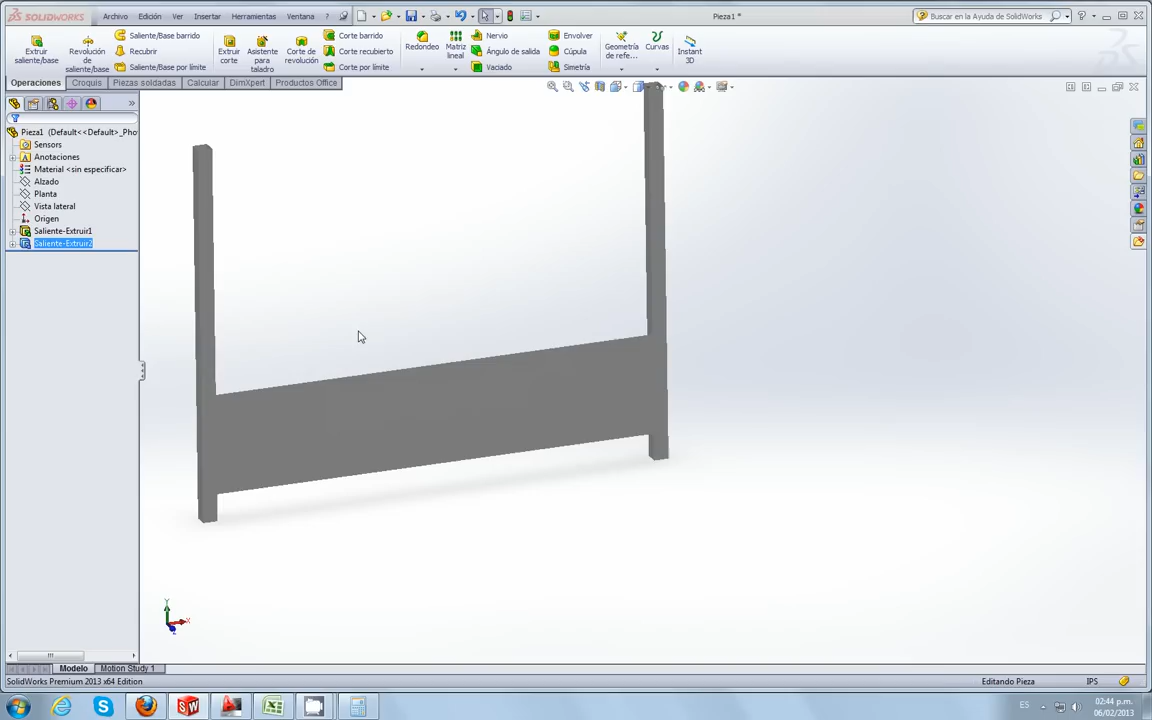 SOLIDWORKS Archivo Edición Ver Insertar Herramientas Ventana ? Pieza1 * Buscar en la Ayuda de SolidWorks
Extruir saliente/base
Revolución de saliente/base
Saliente/Base barrido
Recubrir
Saliente/Base por límite
Extruir corte
Asistente para taladro
Corte de revolución
Corte barrido
Corte recubierto
Corte por límite
Redondeo
Matriz lineal
Nervio
Ángulo de salida
Vaciado
Envolver
Cúpula
Simetría
Geometría de refe...
Curvas
Instant 3D
Operaciones Croquis Piezas soldadas Calcular DimXpert Productos Office
Pieza1 (Default<<Default>_Pho
Sensors
Anotaciones
Material <sin especificar>
Alzado
Planta
Vista lateral
Origen
Saliente-Extruir1
Saliente-Extruir2
Y
X
Z
Modelo Motion Study 1
SolidWorks Premium 2013 x64 Edition Editando Pieza IPS
ES 02:44 p.m.
06/02/2013